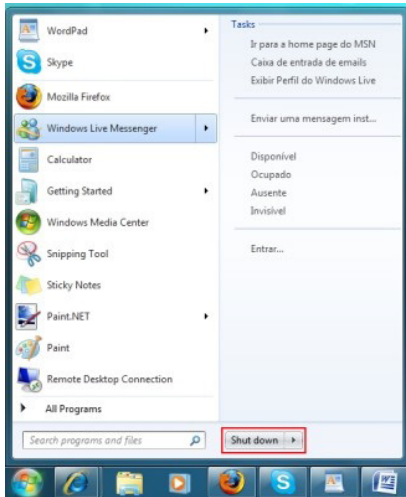 WordPad
Skype
Mozilla Firefox
Windows Live Messenger
Calculator
Getting Started
Windows Media Center
Snipping Tool
Sticky Notes
Paint.NET
Paint
Remote Desktop Connection
All Programs
Search programs and files
Tasks
Ir para a home page do MSN
Caixa de entrada de emails
Exibir Perfil do Windows Live
Enviar uma mensagem inst...
Disponível
Ocupado
Ausente
Invisível
Entrar...
Shut down